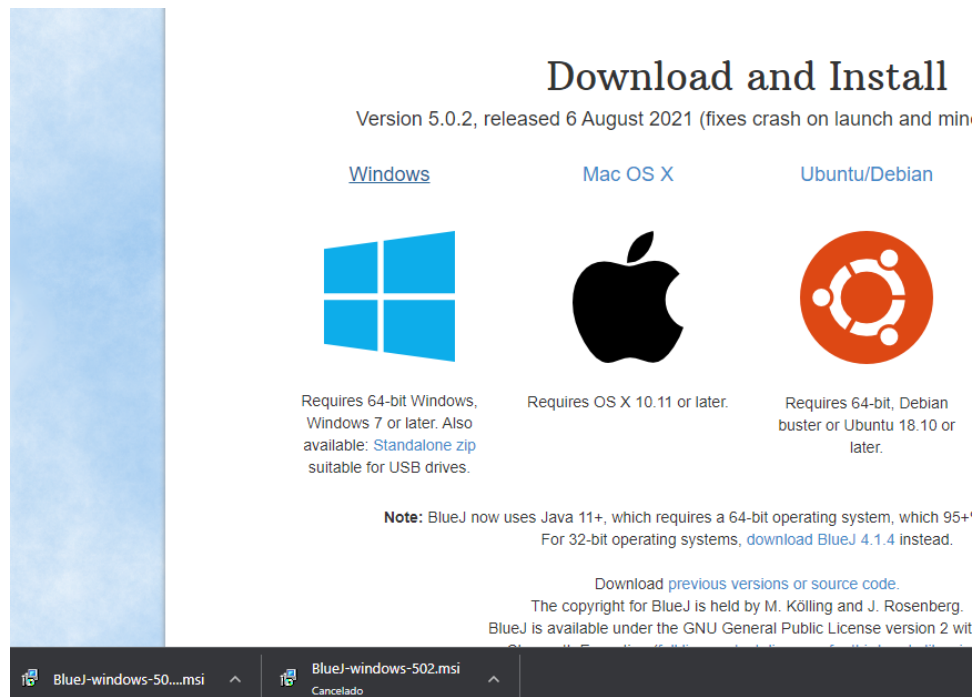 Download and Install
Version 5.0.2, released 6 August 2021 (fixes crash on launch and
Windows
Mac OS X
Ubuntu/Debian
Requires 64-bit Windows,
Windows 7 or later. Also
available: Standalone zip
suitable for USB drives.
Requires OS X 10.11 or later.
Requires 64-bit, Debian
buster or Ubuntu 18.10 or
later.
Note: BlueJ now uses Java 11+, which requires a 64-bit operating system, which 95+
For 32-bit operating systems, download BlueJ 4.1.4 instead.
Download previous versions or source code.
The copyright for BlueJ is held by M. Kölling and J. Rosenberg.
BlueJ is available under the GNU General Public License version 2
BlueJ-windows-50....msi
BlueJ-windows-502.msi
Cancelado